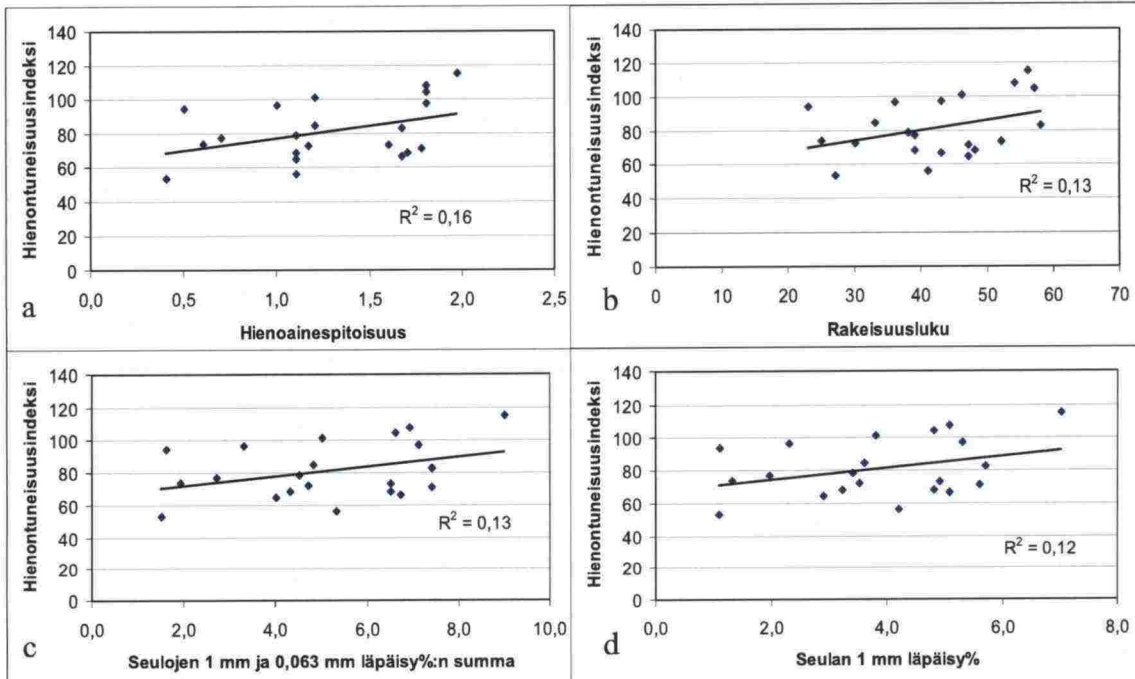 140
120
100
80
60
40
20
0
Hienontuneisuusindeksi
R² = 0,16
0,0 0,5 1,0 1,5 2,0 2,5
Hienoainespitoisuus
a
140
120
100
80
60
40
20
0
Hienontuneisuusindeksi
R² = 0,13
0 10 20 30 40 50 60 70
Rakeisuusluku
b
140
120
100
80
60
40
20
0
Hienontuneisuusindeksi
R² = 0,13
0,0 2,0 4,0 6,0 8,0 10,0
Seulojen 1 mm ja 0,063 mm läpäisy%:n summa
c
140
120
100
80
60
40
20
0
Hienontuneisuusindeksi
R² = 0,12
0,0 2,0 4,0 6,0 8,0
Seulan 1 mm läpäisy%
d